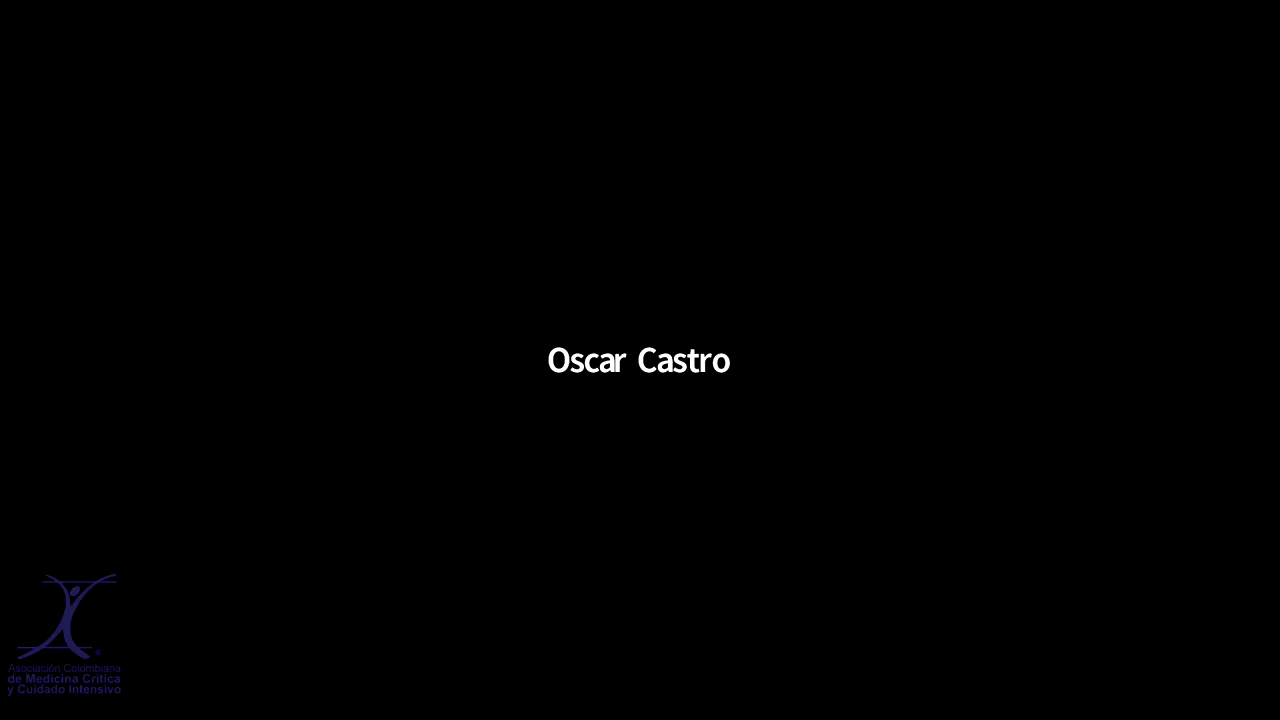 Oscar Castro
Asociación Colombiana
de Medicina Crítica
y Cuidado Intensivo